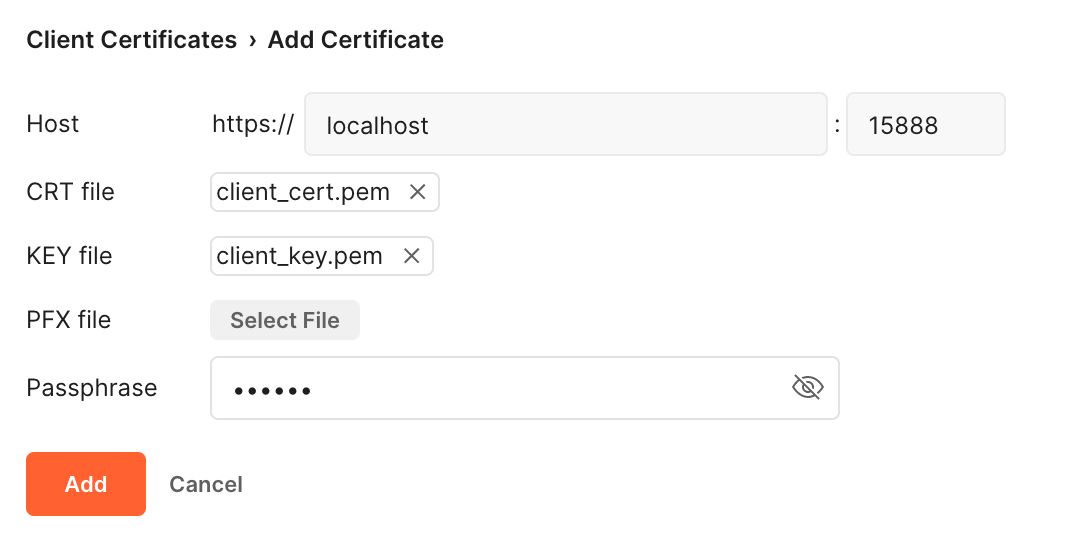 Client Certificates › Add Certificate
Host https:// localhost : 15888
CRT file client_cert.pem ×
KEY file client_key.pem ×
PFX file Select File
Passphrase ••••••
Add Cancel